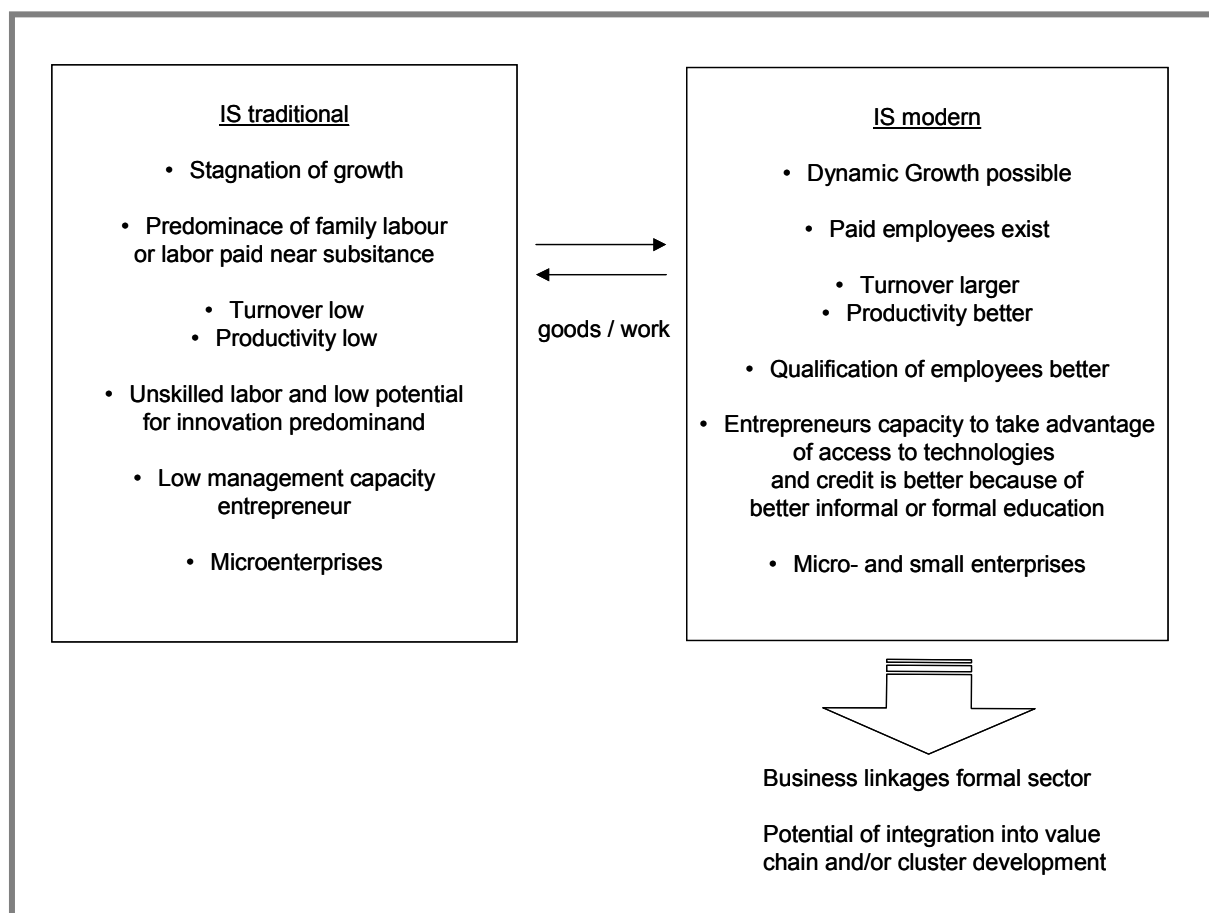 IS traditional
• Stagnation of growth
• Predominace of family labour
or labor paid near subsitance
• Turnover low
• Productivity low
• Unskilled labor and low potential
for innovation predominand
• Low management capacity
entrepreneur
• Microenterprises
goods / work
IS modern
• Dynamic Growth possible
• Paid employees exist
• Turnover larger
• Productivity better
• Qualification of employees better
• Entrepreneurs capacity to take advantage
of access to technologies
and credit is better because of
better informal or formal education
• Micro- and small enterprises
Business linkages formal sector
Potential of integration into value
chain and/or cluster development